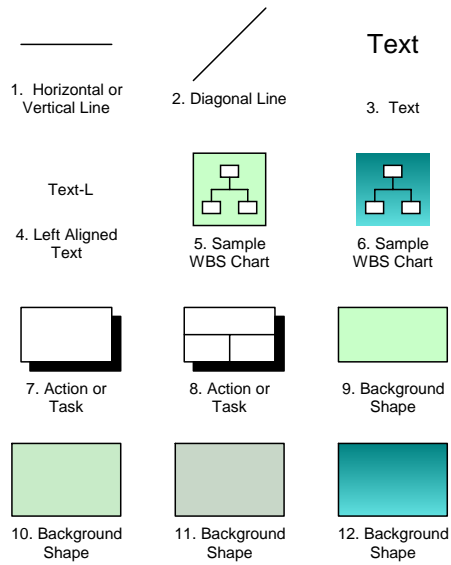 Text
1. Horizontal or
Vertical Line
2. Diagonal Line
3. Text
Text-L
4. Left Aligned
Text
5. Sample
WBS Chart
6. Sample
WBS Chart
7. Action or
Task
8. Action or
Task
9. Background
Shape
10. Background
Shape
11. Background
Shape
12. Background
Shape